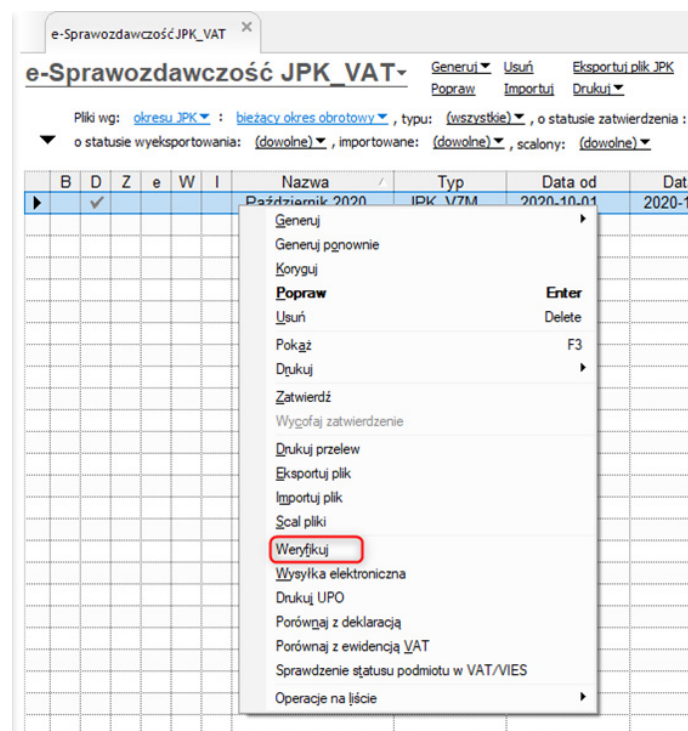 e-Sprawozdawczość JPK_VAT
e-Sprawozdawczość JPK_VAT
Generuj Usuń Eksportuj plik JPK
Popraw Importuj Drukuj
Pliki wg: okresu JPK : bieżący okres obrotowy , typu: (wszystkie) , o statusie zatwierdzenia :
o statusie wyeksportowania: (dowolne) , importowane: (dowolne) , scalony: (dowolne)
B D Z e W I Nazwa Typ Data od Dat
Październik 2020 JPK_V7M 2020-10-01 2020-1
Generuj
Generuj ponownie
Koryguj
Popraw Enter
Usuń Delete
Pokaż F3
Drukuj
Zatwierdź
Wycofaj zatwierdzenie
Drukuj przelew
Eksportuj plik
Importuj plik
Scal pliki
Weryfikuj
Wysyłka elektroniczna
Drukuj UPO
Porównaj z deklaracją
Porównaj z ewidencją VAT
Sprawdzenie statusu podmiotu w VAT/VIES
Operacje na liście